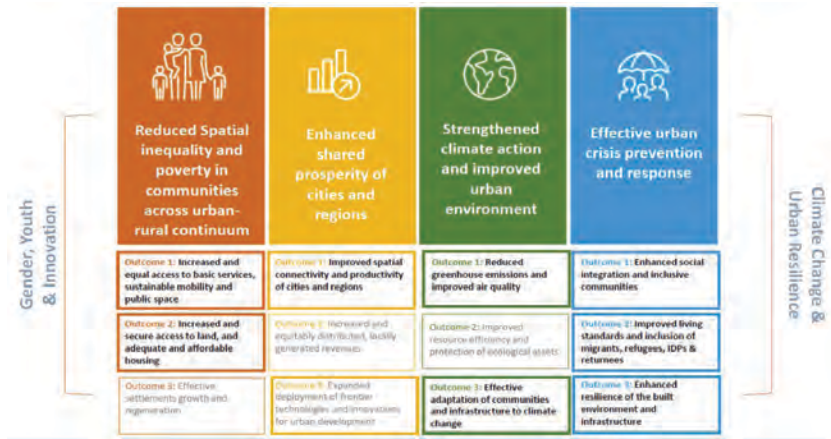 Gender, Youth
& Innovation
Reduced Spatial
inequality and
poverty in
communities
across urban-
rural continuum
Enhanced
shared
prosperity of
cities and
regions
Strengthened
climate action
and improved
urban
environment
Effective urban
crisis prevention
and response
Outcome 1: Increased and
equal access to basic services,
sustainable mobility and
public space
Outcome 1: Improved spatial
connectivity and productivity
of cities and regions
Outcome 1: Reduced
greenhouse emissions and
improved air quality
Outcome 1: Enhanced social
integration and inclusive
communities
Outcome 2: Increased and
secure access to land, and
adequate and affordable
housing
Outcome 2: Increased and
equitably distributed, locally
generated revenues
Outcome 2: Improved
resource efficiency and
protection of ecological assets
Outcome 2: Improved living
standards and inclusion of
migrants, refugees, IDPs &
returnees
Outcome 3: Effective
settlements growth and
regeneration
Outcome 3: Expanded
deployment of frontier
technologies and innovations
for urban development
Outcome 3: Effective
adaptation of communities
and infrastructure to climate
change
Outcome 3: Enhanced
resilience of the built
environment and
infrastructure
Climate Change &
Urban Resilience